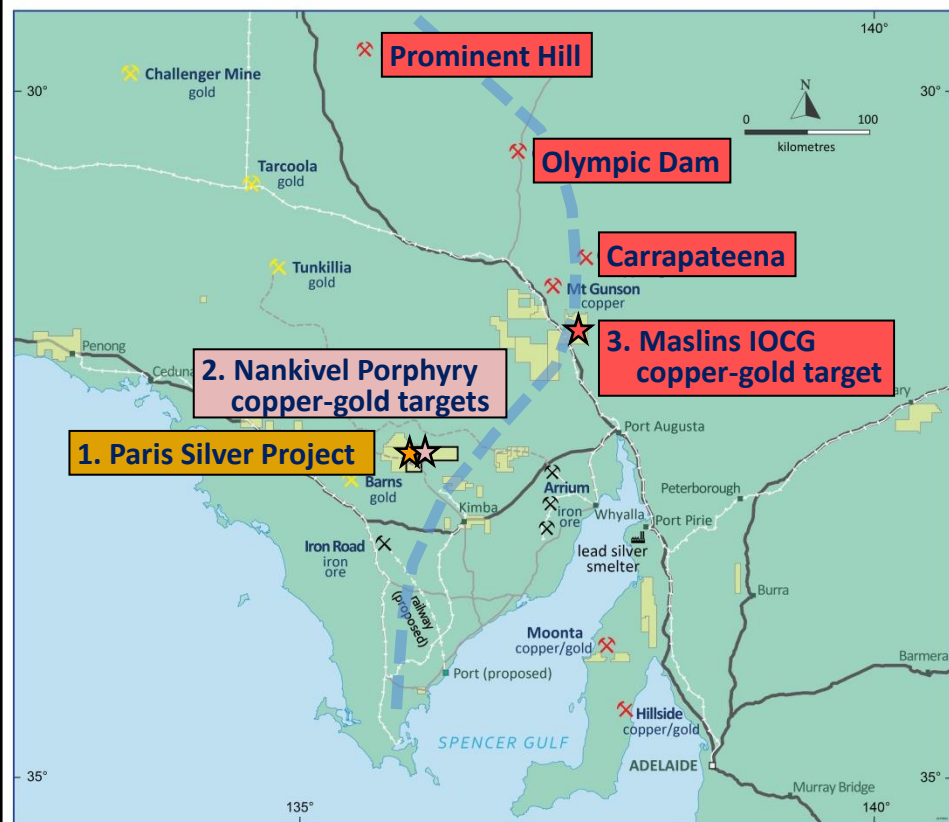 140°
Prominent Hill
30°
30°
Challenger Mine
gold
N
0 100
kilometres
Olympic Dam
Tarcoola
gold
Carrapateena
Tunkillia
gold
Mt Gunson
copper
3. Maslins IOCG
copper-gold target
Penong
Ceduna
2. Nankivel Porphyry
copper-gold targets
Port Augusta
1. Paris Silver Project
Barns
gold
Arrium
iron
ore
Peterborough
Kimba
Whyalla
Port Pirie
lead silver
smelter
Iron Road
iron
ore
railway
(proposed)
Burra
Moonta
copper/gold
Barmera
Port (proposed)
Hillside
copper/gold
SPENCER GULF
ADELAIDE
35°
35°
Murray Bridge
135°
140°